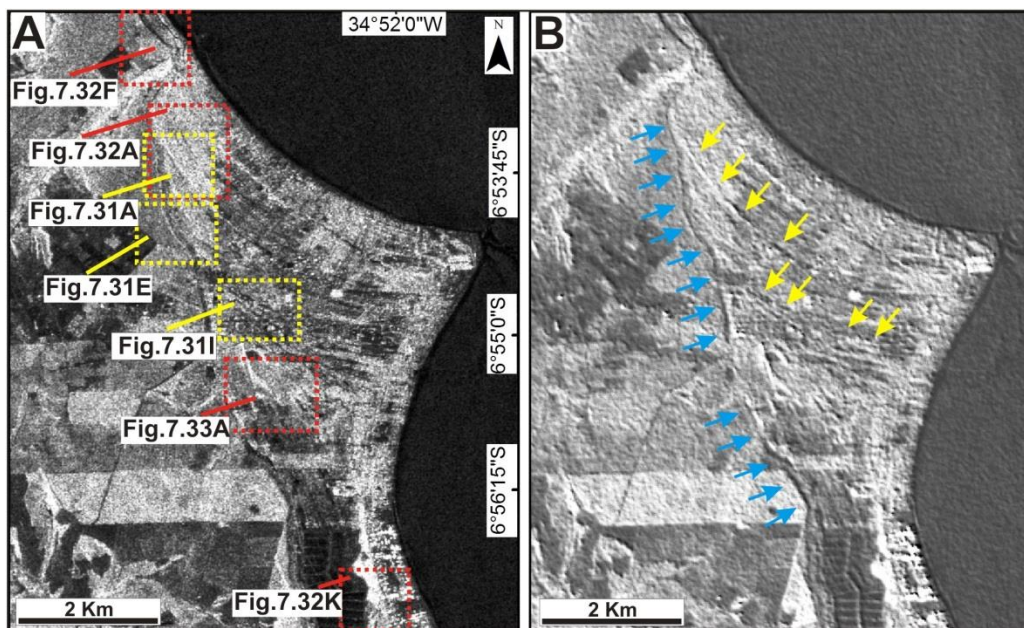 A
34°52'0"W
N
B
Fig.7.32F
Fig.7.32A
6°53'45"S
Fig.7.31A
Fig.7.31E
Fig.7.31I
6°55'0"S
Fig.7.33A
6°56'15"S
Fig.7.32K
2 Km
2 Km